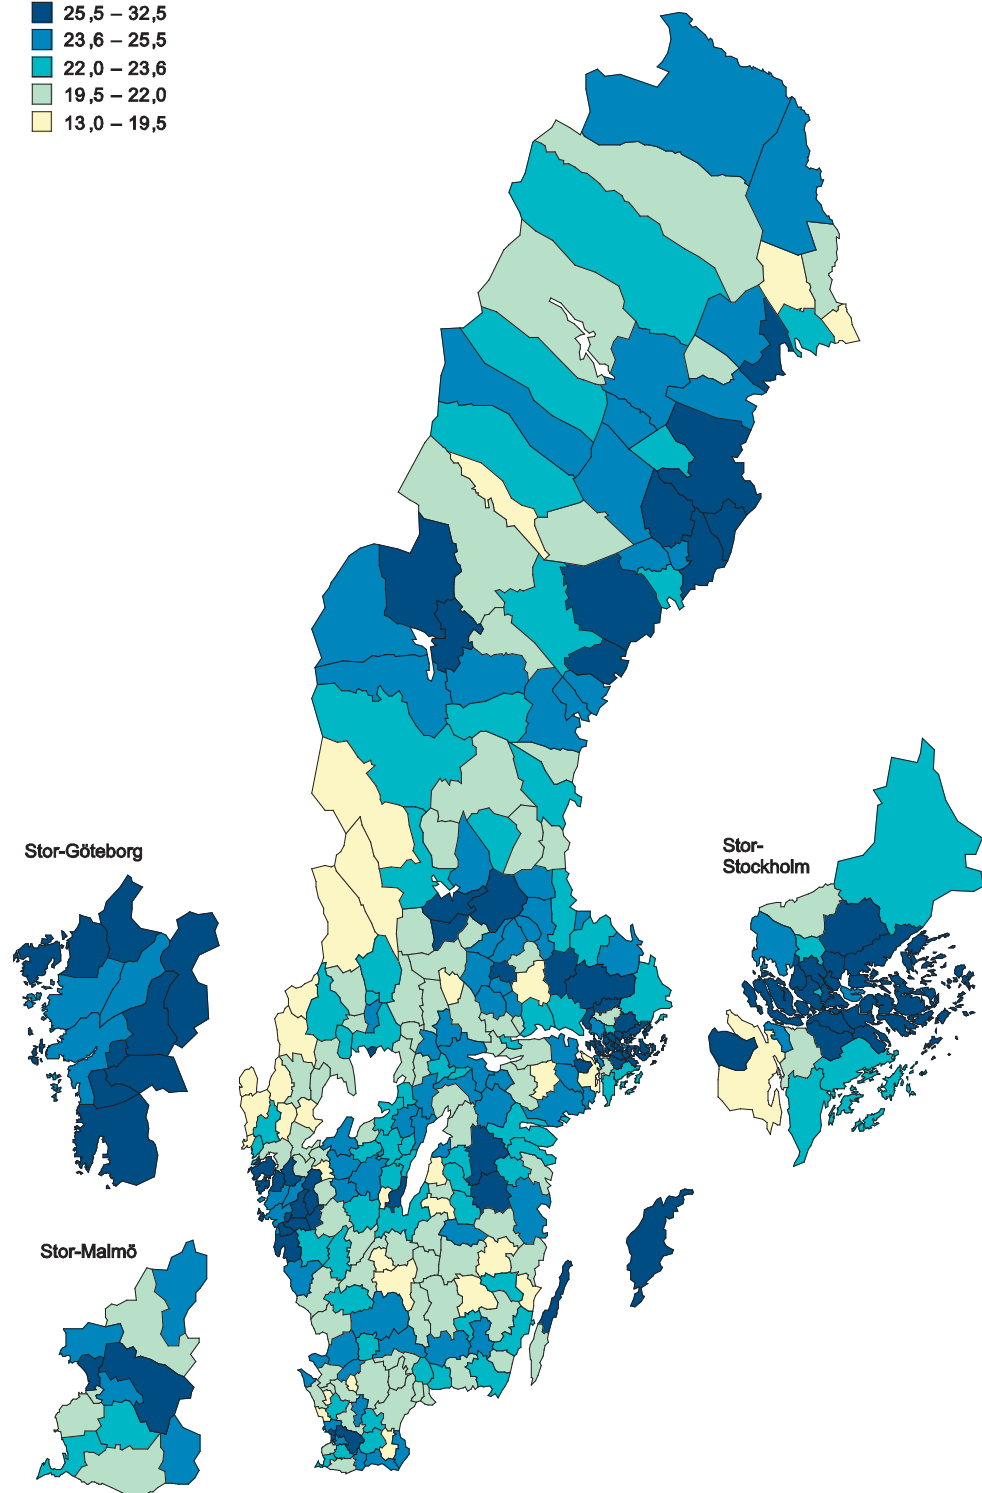 25,5 – 32,5
23,6 – 25,5
22,0 – 23,6
19,5 – 22,0
13,0 – 19,5
Stor-Göteborg
Stor-
Stockholm
Stor-Malmö